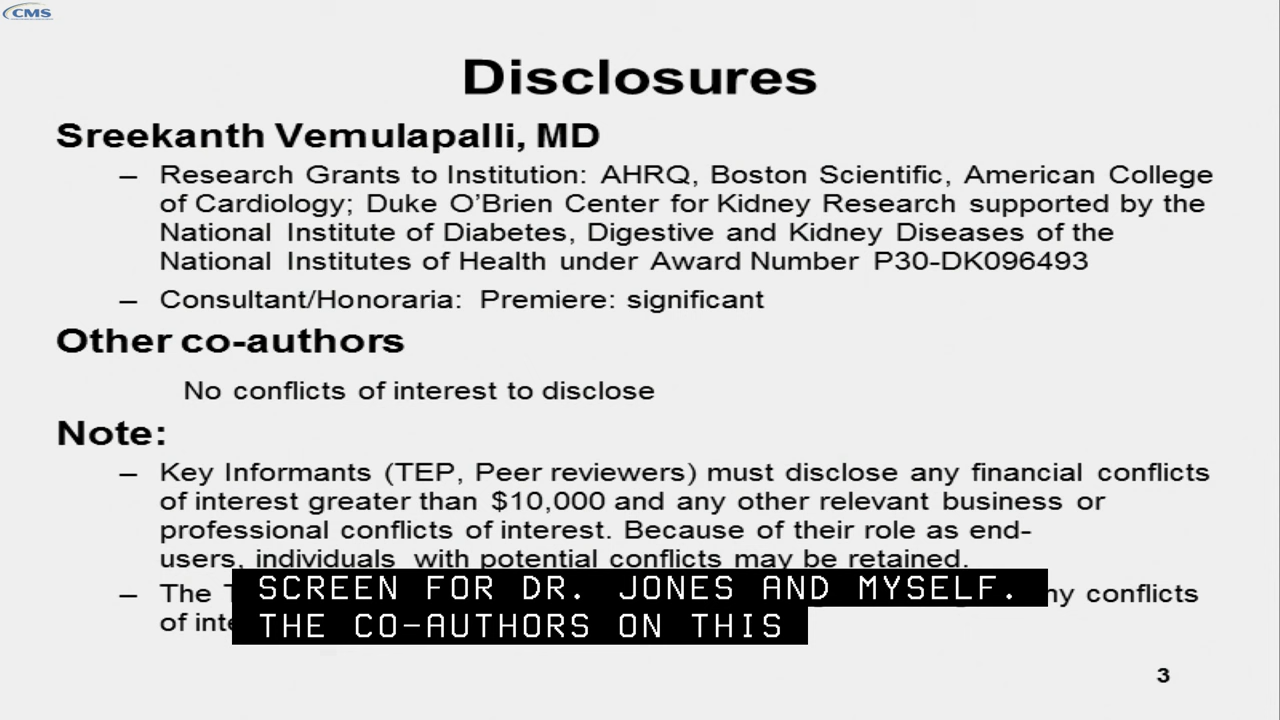 CMS
Disclosures
Sreekanth Vemulapalli, MD
– Research Grants to Institution: AHRQ, Boston Scientific, American College
of Cardiology; Duke O’Brien Center for Kidney Research supported by the
National Institute of Diabetes, Digestive and Kidney Diseases of the
National Institutes of Health under Award Number P30-DK096493
– Consultant/Honoraria: Premiere: significant
Other co-authors
No conflicts of interest to disclose
Note:
– Key Informants (TEP, Peer reviewers) must disclose any financial conflicts
of interest greater than $10,000 and any other relevant business or
professional conflicts of interest. Because of their role as end-
users, individuals with potential conflicts may be retained.
– The conflicts
of
SCREEN FOR DR. JONES AND MYSELF.
THE CO-AUTHORS ON THIS
3